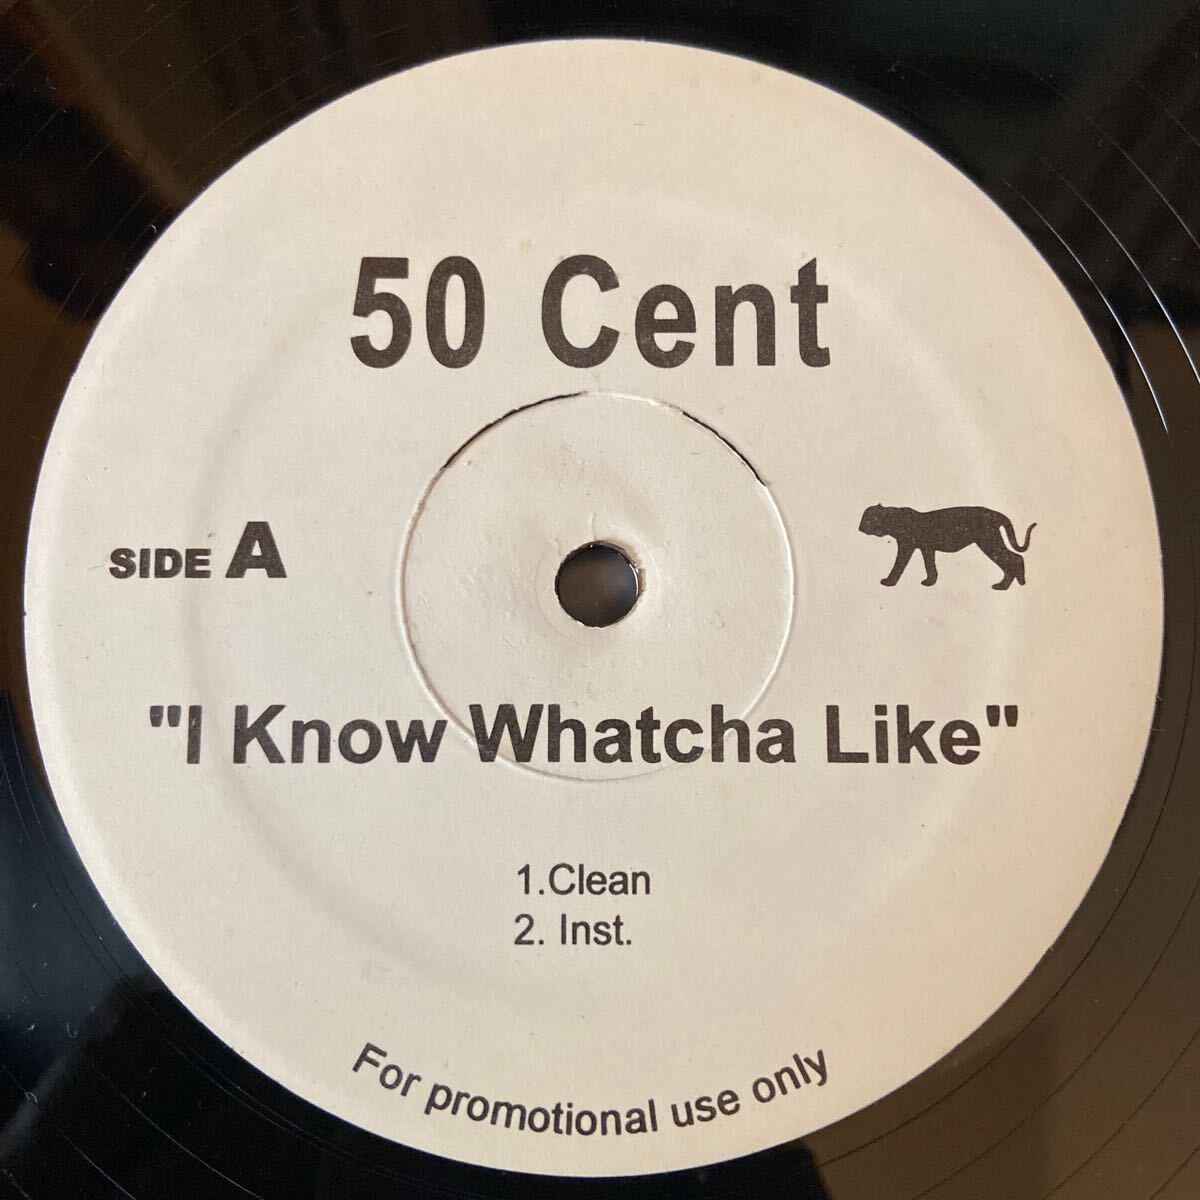 50 Cent
SIDE A
"I Know Whatcha Like"
1.Clean
2. Inst.
For promotional use only